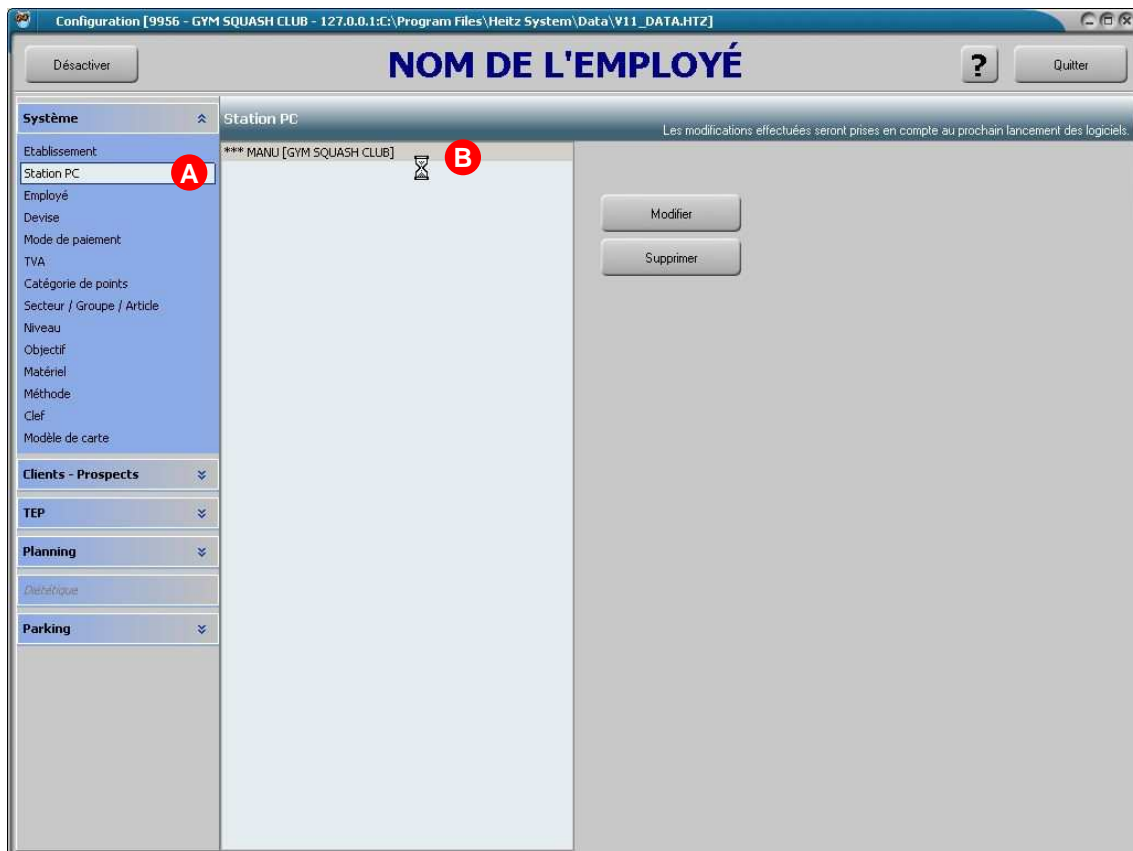 Configuration [9956 - GYM SQUASH CLUB - 127.0.0.1:C:\Program Files\Heitz System\Data\V11_DATA.HTZ]
Désactiver
NOM DE L'EMPLOYÉ
?
Quitter
Système
Station PC
Les modifications effectuées seront prises en compte au prochain lancement des logiciels.
Etablissement
Station PC
A
Employé
Devise
Mode de paiement
TVA
Catégorie de points
Secteur / Groupe / Article
Niveau
Objectif
Matériel
Méthode
Clef
Modèle de carte
Clients - Prospects
TEP
Planning
Diététique
Parking
*** MANU [GYM SQUASH CLUB]
B
Modifier
Supprimer